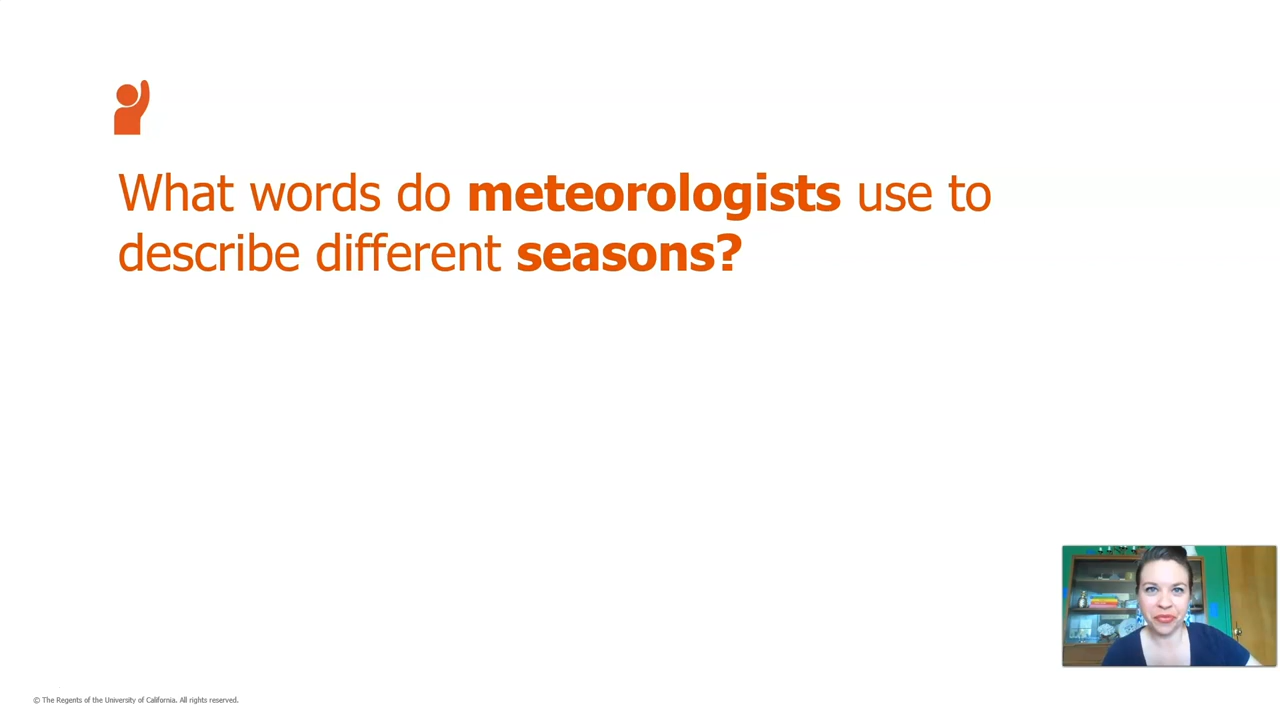 What words do meteorologists use to
describe different seasons?
© The Regents of the University of California. All rights reserved.